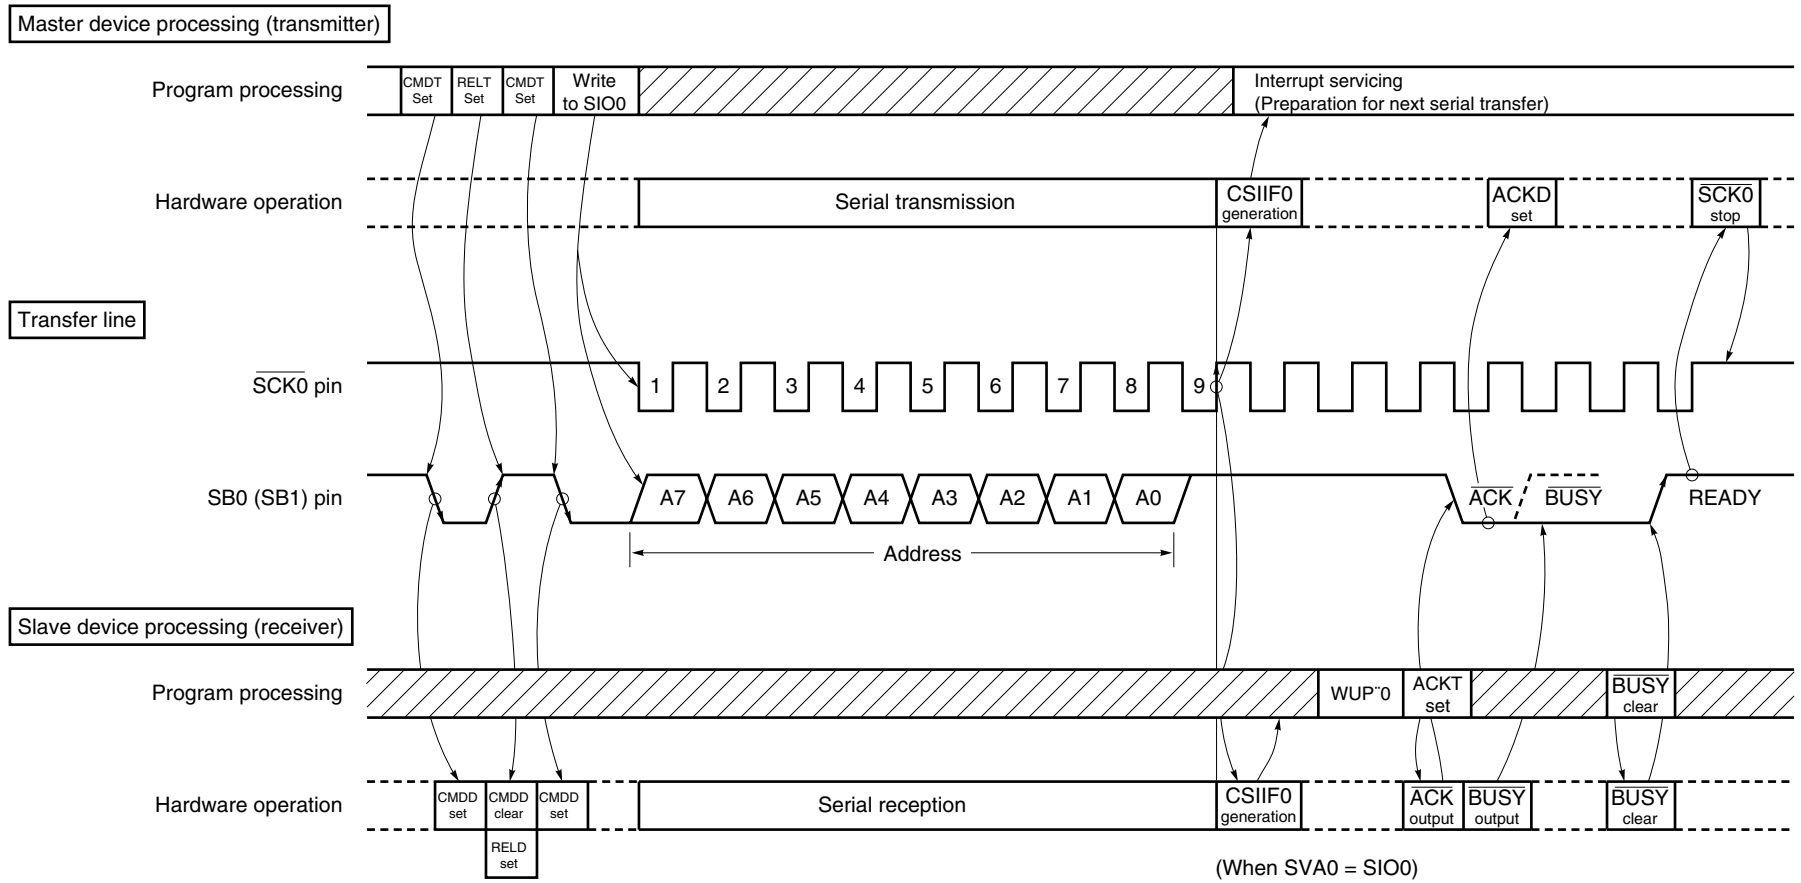 Master device processing (transmitter)
Program processing
CMDT
Set
RELT
Set
CMDT
Set
Write
to SIO0
Interrupt servicing
(Preparation for next serial transfer)
Hardware operation
Serial transmission
CSIIF0
generation
ACKD
set
SCK0
stop
Transfer line
SCK0 pin
1 2 3 4 5 6 7 8 9
SB0 (SB1) pin
A7 A6 A5 A4 A3 A2 A1 A0
ACK
BUSY
READY
Address
Slave device processing (receiver)
Program processing
WUP¨0
ACKT
set
BUSY
clear
Hardware operation
CMDD
set
CMDD
clear
CMDD
set
RELD
set
Serial reception
CSIIF0
generation
ACK
output
BUSY
output
BUSY
clear
(When SVA0 = SIO0)